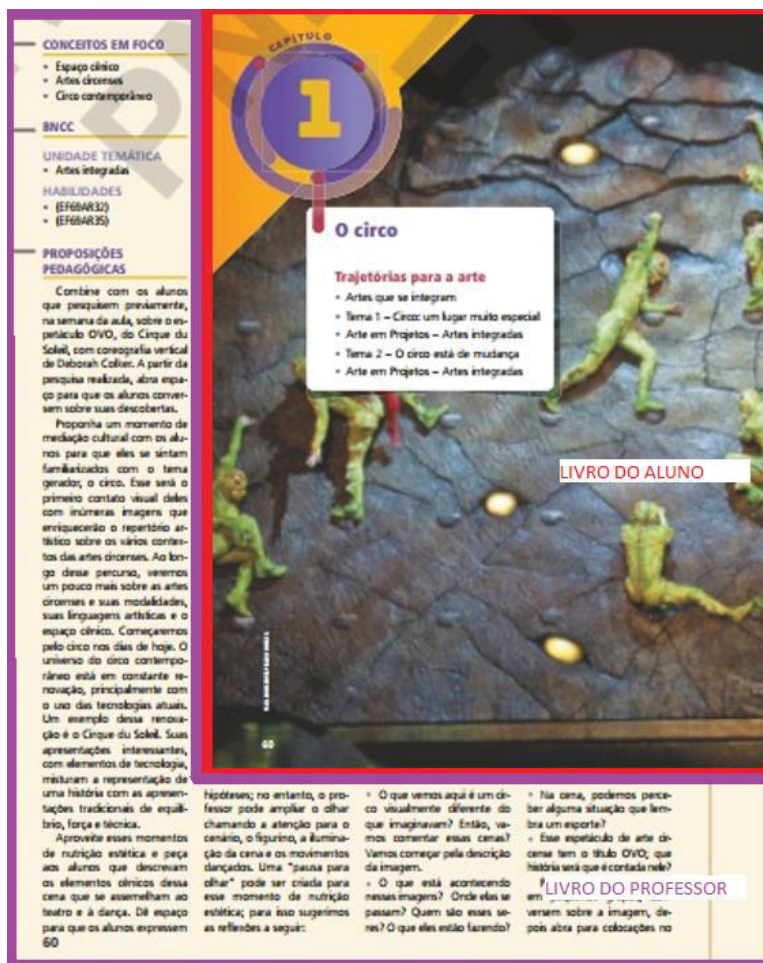 CONCEITOS EM FOCO
• Espaço cênico
• Artes circenses
• Circo contemporâneo
BNCC
UNIDADE TEMÁTICA
• Artes integradas
HABILIDADES
• (EF69AR32)
• (EF69AR35)
PROPOSIÇÕES
PEDAGÓGICAS
Combine com os alunos
que pesquisem previamente,
na semana da aula, sobre o es-
petáculo OVO, do Cirque du
Soleil, com coreografia vertical
de Deborah Colker. A partir da
pesquisa realizada, abra espa-
ço para que os alunos conver-
sem sobre suas descobertas.
Proponha um momento de
mediação cultural com os alu-
nos para que eles se sintam
familiarizados com o tema
gerador, o circo. Esse será o
primeiro contato visual deles
com inúmeras imagens que
enriquecerão o repertório ar-
tístico sobre os vários contex-
tos das artes circenses. Ao lon-
go desse percurso, veremos
um pouco mais sobre as artes
circenses e suas modalidades,
suas linguagens artísticas e o
espaço cênico. Começaremos
pelo circo nos dias de hoje. O
universo do circo contempo-
râneo está em constante re-
novação, principalmente com
o uso das tecnologias atuais.
Um exemplo dessa renova-
ção é o Cirque du Soleil. Suas
apresentações interessantes,
com elementos de tecnologia,
misturam a representação de
uma história com as apresen-
tações tradicionais de equilí-
brio, força e técnica.
Aproveite esses momentos
de nutrição estética e peça
aos alunos que descrevam
os elementos cênicos dessa
cena que se assemelham ao
teatro e à dança. Dê espaço
para que os alunos expressem
60
CAPÍTULO
1
O circo
Trajetórias para a arte
• Artes que se integram
• Tema 1 – Circo: um lugar muito especial
• Arte em Projetos – Artes integradas
• Tema 2 – O circo está de mudança
• Arte em Projetos – Artes integradas
LIVRO DO ALUNO
60
hipóteses; no entanto, o pro-
fessor pode ampliar o olhar
chamando a atenção para o
cenário, o figurino, a ilumina-
ção da cena e os movimentos
dançados. Uma "pausa para
olhar" pode ser criada para
esse momento de nutrição
estética; para isso sugerimos
as reflexões a seguir:
• O que vemos aqui é um cir-
co visualmente diferente do
que imaginavam? Então, va-
mos comentar essas cenas?
Vamos começar pela descrição
da imagem.
• O que está acontecendo
nessas imagens? Onde elas se
passam? Quem são esses se-
res? O que eles estão fazendo?
• Na cena, podemos perce-
ber alguma situação que lem-
bra um esporte?
• Esse espetáculo de arte cir-
cense tem o título OVO; que
história será que é contada nele?
LIVRO DO PROFESSOR
em
versem sobre a imagem, de-
pois abra para colocações no